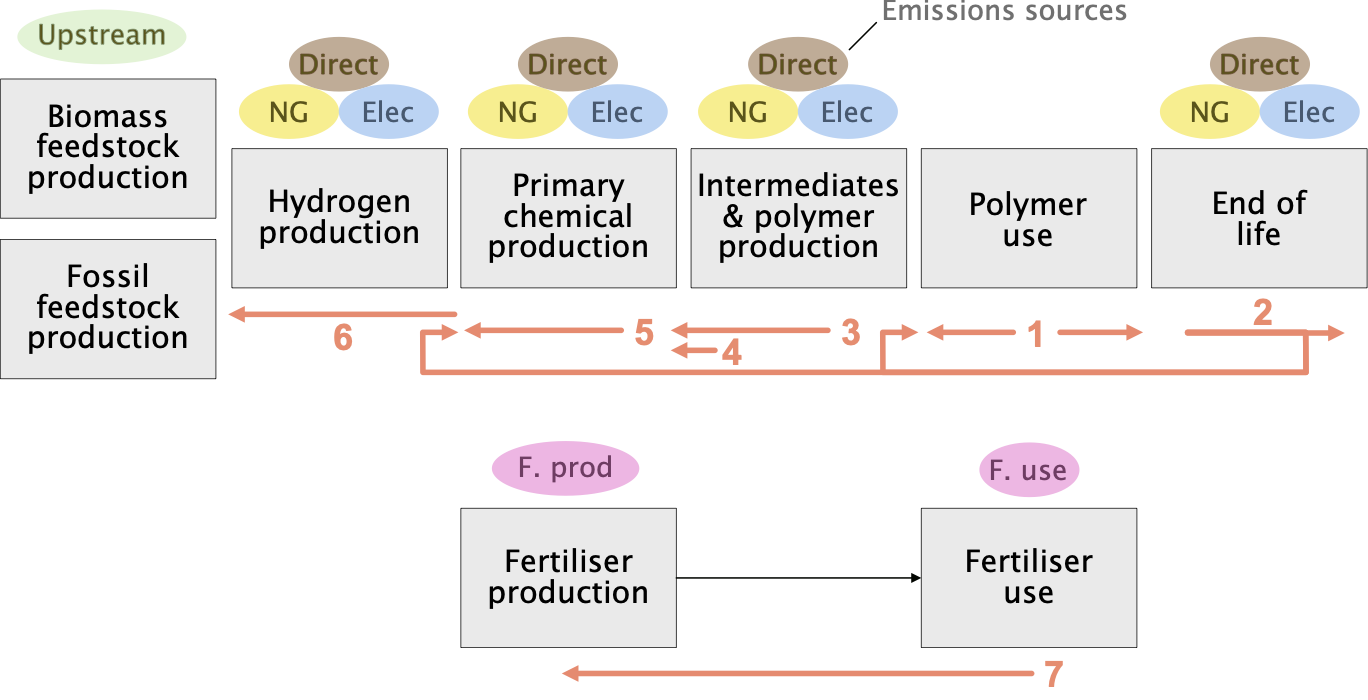 Emissions sources
Upstream
Direct
NG
Elec
Direct
NG
Elec
Direct
NG
Elec
Direct
NG
Elec
Biomass
feedstock
production
Fossil
feedstock
production
Hydrogen
production
Primary
chemical
production
Intermediates
& polymer
production
Polymer
use
End of
life
6
5
4
3
1
2
F. prod
F. use
Fertiliser
production
Fertiliser
use
7